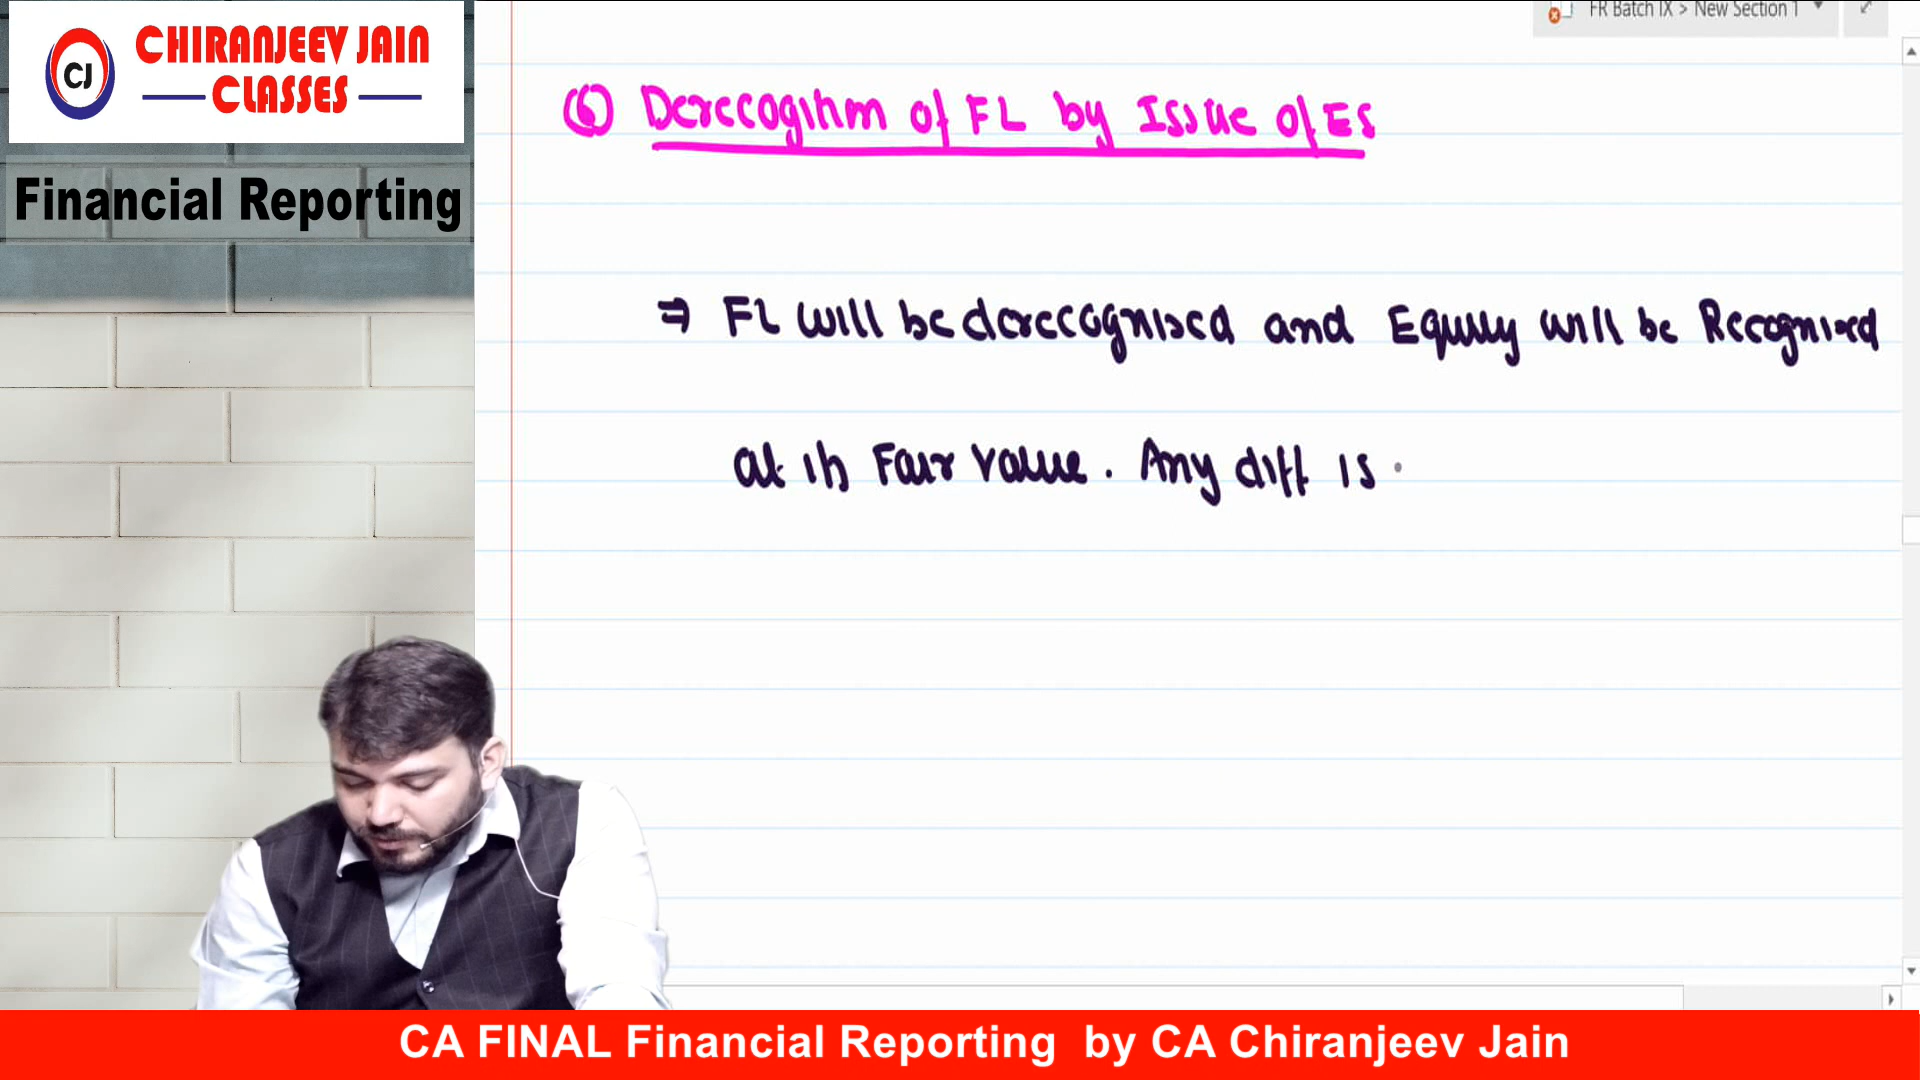 CHIRANJEEV JAIN
CJ
CLASSES
Financial Reporting
FR Batch IX > New Section 1
(6) Derecognition of FL by Issue of ES
⇒ FL will be derecognised and Equity will be Recognised
at its Fair value. Any diff is
CA FINAL Financial Reporting by CA Chiranjeev Jain